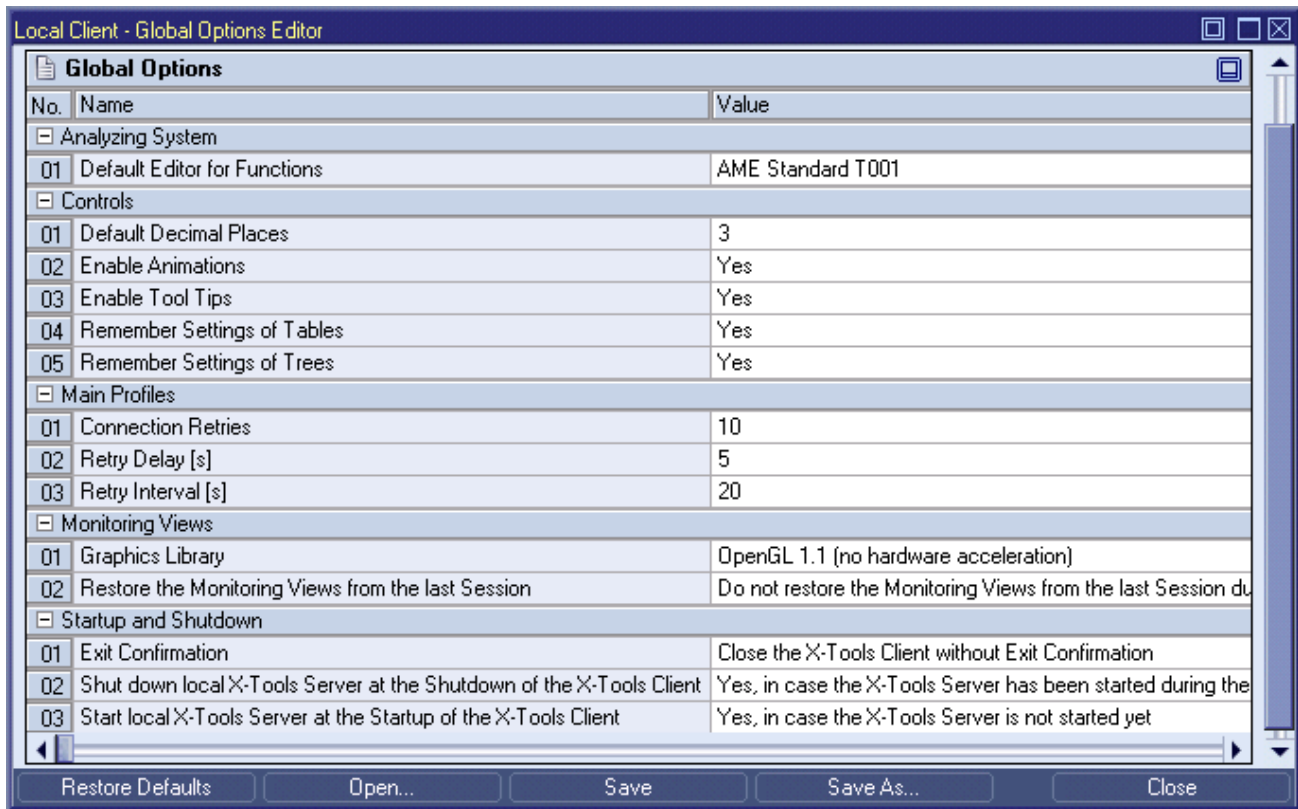 Local Client - Global Options Editor
Global Options
No. Name Value
Analyzing System
01 Default Editor for Functions AME Standard T001
Controls
01 Default Decimal Places 3
02 Enable Animations Yes
03 Enable Tool Tips Yes
04 Remember Settings of Tables Yes
05 Remember Settings of Trees Yes
Main Profiles
01 Connection Retries 10
02 Retry Delay [s] 5
03 Retry Interval [s] 20
Monitoring Views
01 Graphics Library OpenGL 1.1 (no hardware acceleration)
02 Restore the Monitoring Views from the last Session Do not restore the Monitoring Views from the last Session du
Startup and Shutdown
01 Exit Confirmation Close the X-Tools Client without Exit Confirmation
02 Shut down local X-Tools Server at the Shutdown of the X-Tools Client Yes, in case the X-Tools Server has been started during the
03 Start local X-Tools Server at the Startup of the X-Tools Client Yes, in case the X-Tools Server is not started yet
Restore Defaults Open... Save Save As... Close